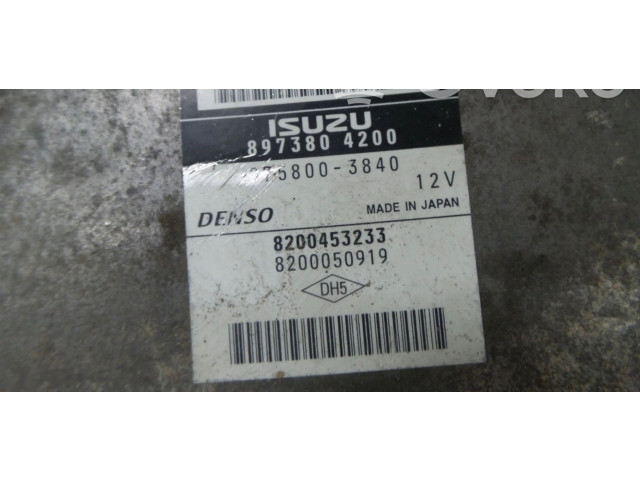 ISUZU
897380 4200
5800-3840
12V
DENSO
MADE IN JAPAN
8200453233
8200050919
DH5